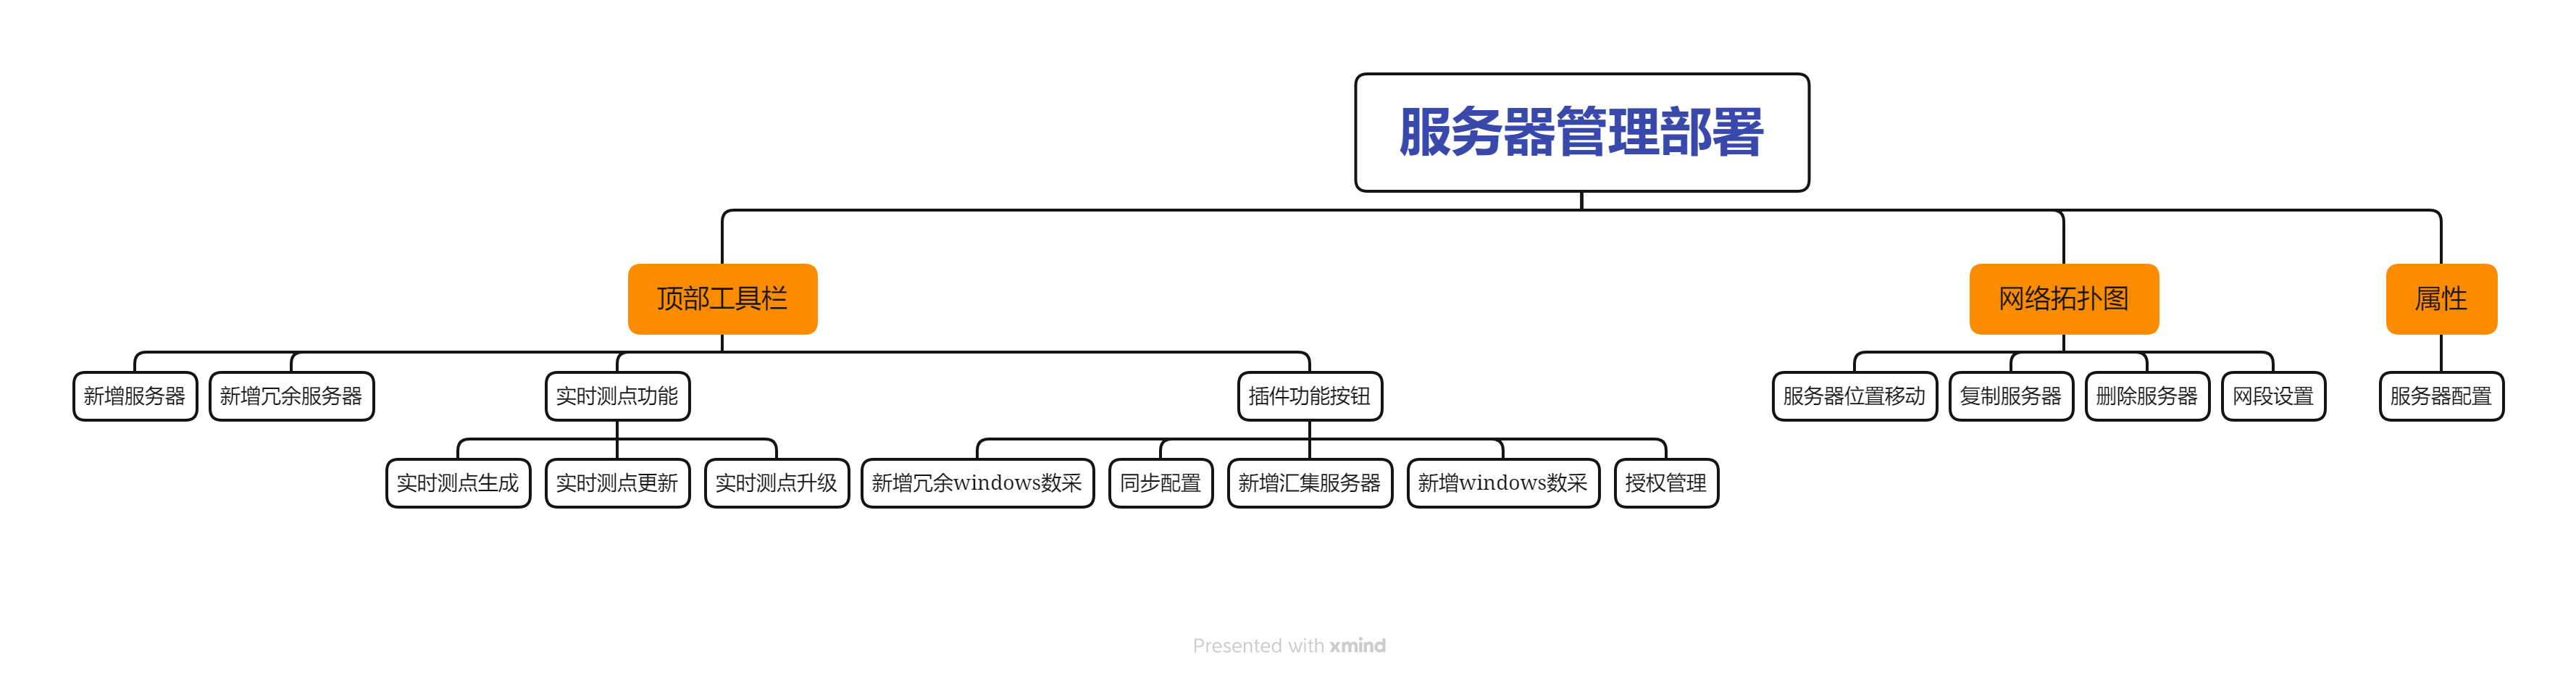 服务器管理部署
顶部工具栏
网络拓扑图
属性
新增服务器
新增冗余服务器
实时测点功能
插件功能按钮
服务器位置移动
复制服务器
删除服务器
网段设置
服务器配置
实时测点生成
实时测点更新
实时测点升级
新增冗余windows数采
同步配置
新增汇集服务器
新增windows数采
授权管理
Presented with xmind